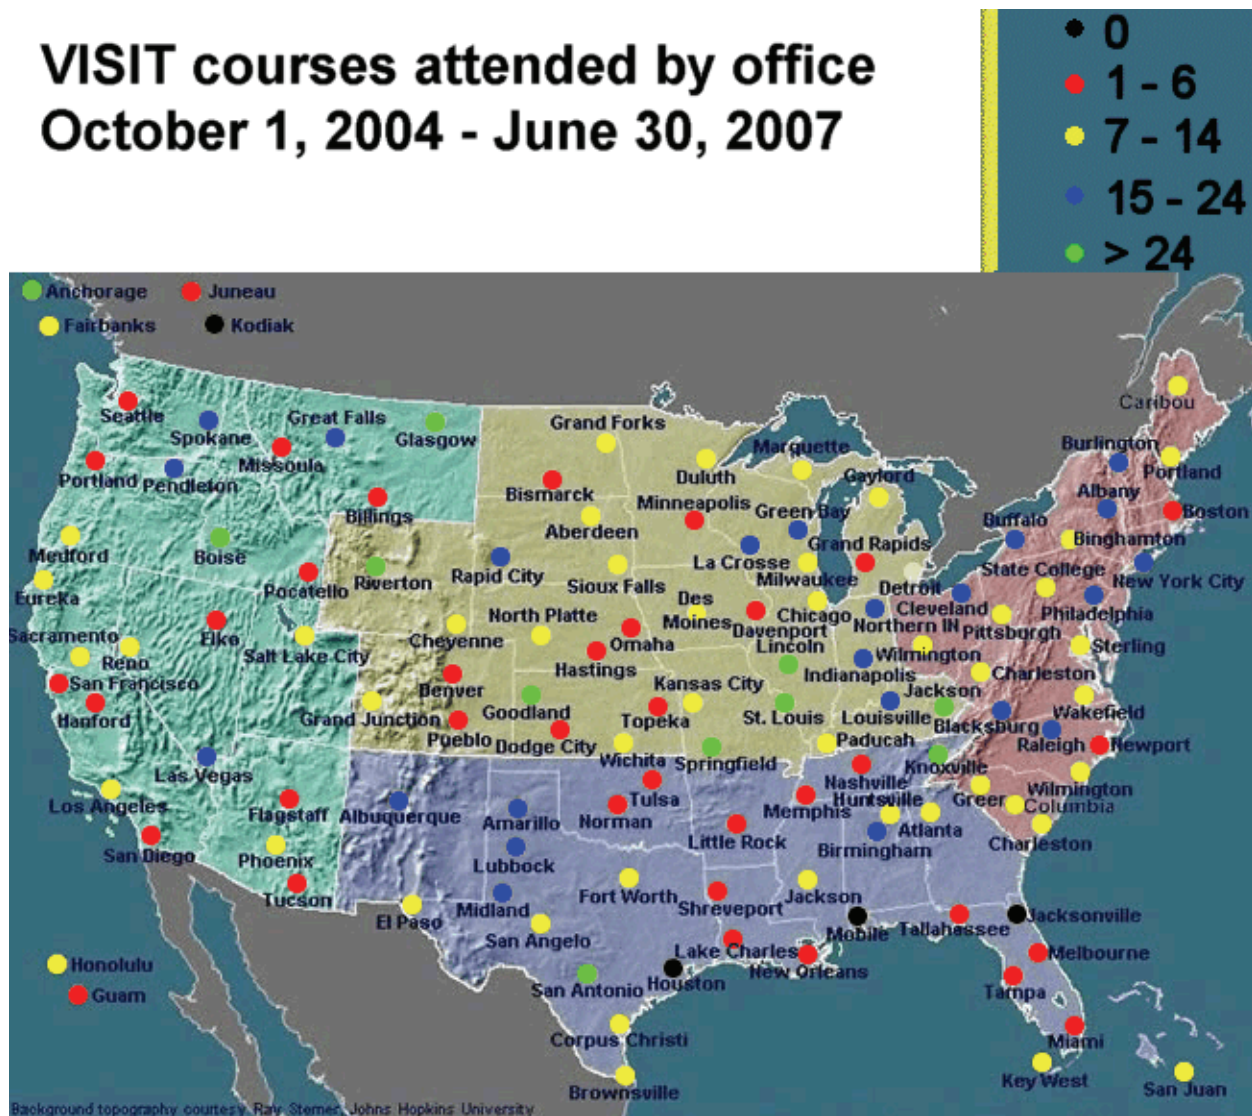 VISIT courses attended by office
October 1, 2004 - June 30, 2007
0
1 - 6
7 - 14
15 - 24
> 24
Anchorage
Juneau
Fairbanks
Kodiak
Seattle
Spokane
Great Falls
Glasgow
Grand Forks
Marquette
Caribou
Burlington
Portland
Pendleton
Missoula
Duluth
Gaylord
Portland
Billings
Bismarck
Minneapolis
Green Bay
Albany
Boston
Medford
Boise
Aberdeen
Grand Rapids
Buffalo
Binghamton
Eureka
Pocatello
Riverton
Rapid City
Sioux Falls
La Crosse
Milwaukee
Detroit
State College
New York City
Sacramento
Reno
Elko
Salt Lake City
Cheyenne
North Platte
Des
Moines
Davenport
Chicago
Northern IN
Cleveland
Pittsborgh
Philadelphia
San Francisco
Omaha
Hastings
Lincoln
Indianapolis
Wilmington
Sterling
Hanford
Denver
Grand Junction
Goodland
Kansas City
Topeka
St. Louis
Louisville
Jackson
Charleston
Blacksburg
Wakefield
Pueblo
Dodge City
Wichita
Springfield
Paducah
Knoxville
Raleigh
Newport
Las Vegas
Los Angeles
Flagstaff
Albuquerque
Amarillo
Tulsa
Norman
Nashville
Memphis
Huntsville
Greer
Wilmington
Columbia
San Diego
Phoenix
Lubbock
Little Rock
Birmingham
Atlanta
Charleston
Tucson
El Paso
Midland
Fort Worth
Shreveport
Jackson
San Angelo
Lake Charles
Mobile
Tallahassee
Jacksonville
Honolulu
Guam
San Antonio
Houston
New Orleans
Melbourne
Tampa
Corpus Christi
Miami
Brownsville
Key West
San Juan
Background topography courtesy Ray Sterner, Johns Hopkins University